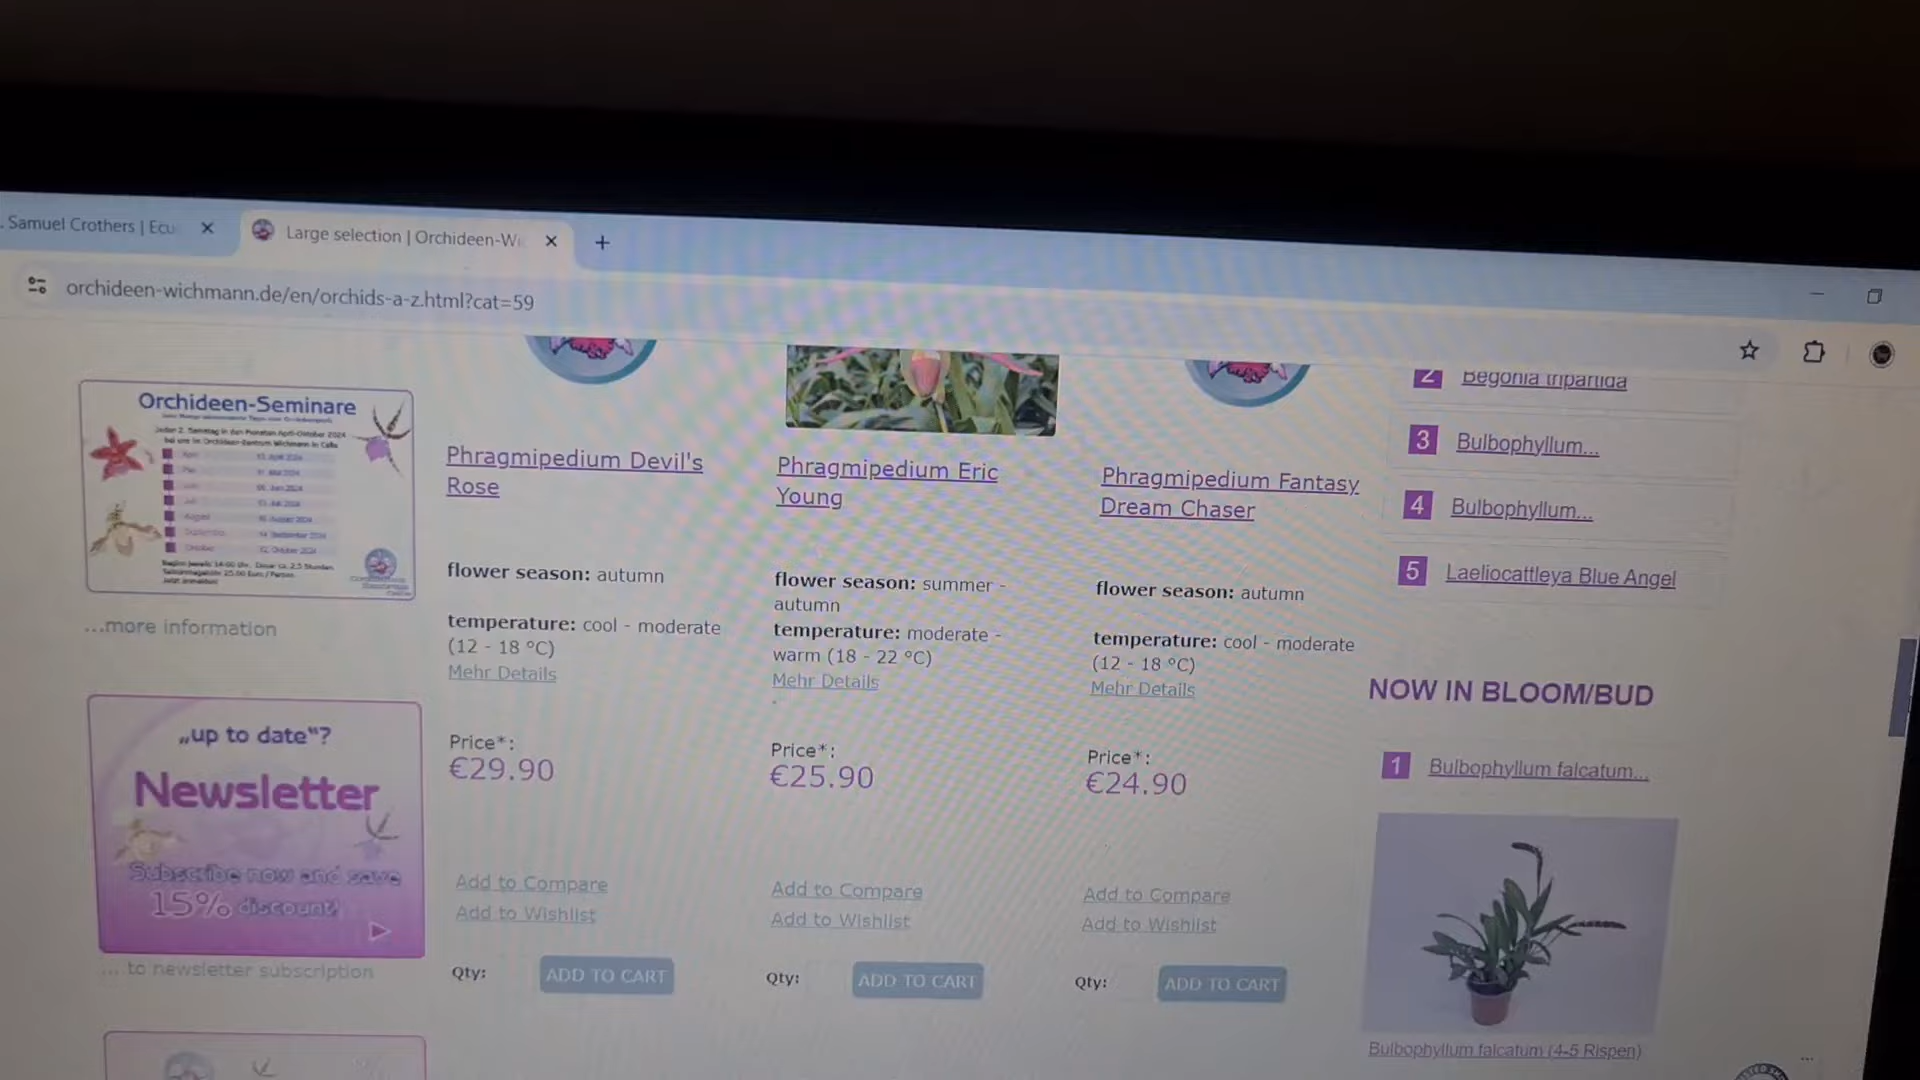 . Samuel Crothers | Ecu
Large selection | Orchideen-Wi
orchideen-wichmann.de/en/orchids-a-z.html?cat=59
Orchideen-Seminare
...more information
„up to date“?
Newsletter
Subscribe now and save
15% discount!
... to newsletter subscription
Phragmipedium Devil's
Rose
flower season: autumn
temperature: cool - moderate
(12 - 18 °C)
Mehr Details
Price*:
€29.90
Add to Compare
Add to Wishlist
Qty:
ADD TO CART
Phragmipedium Eric
Young
flower season: summer -
autumn
temperature: moderate -
warm (18 - 22 °C)
Mehr Details
Price*:
€25.90
Add to Compare
Add to Wishlist
Qty:
ADD TO CART
Phragmipedium Fantasy
Dream Chaser
flower season: autumn
temperature: cool - moderate
(12 - 18 °C)
Mehr Details
Price*:
€24.90
Add to Compare
Add to Wishlist
Qty:
ADD TO CART
2 Begonia tripartida
3 Bulbophyllum...
4 Bulbophyllum...
5 Laeliocattleya Blue Angel
NOW IN BLOOM/BUD
1 Bulbophyllum falcatum...
Bulbophyllum falcatum (4-5 Rispen)